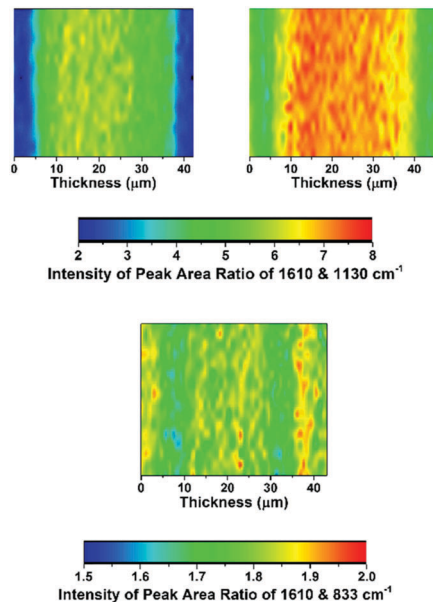 0 10 20 30 40 0 10 20 30 40
Thickness (μm) Thickness (μm)
2 3 4 5 6 7 8
Intensity of Peak Area Ratio of 1610 & 1130 cm⁻¹
0 10 20 30 40
Thickness (μm)
1.5 1.6 1.7 1.8 1.9 2.0
Intensity of Peak Area Ratio of 1610 & 833 cm⁻¹